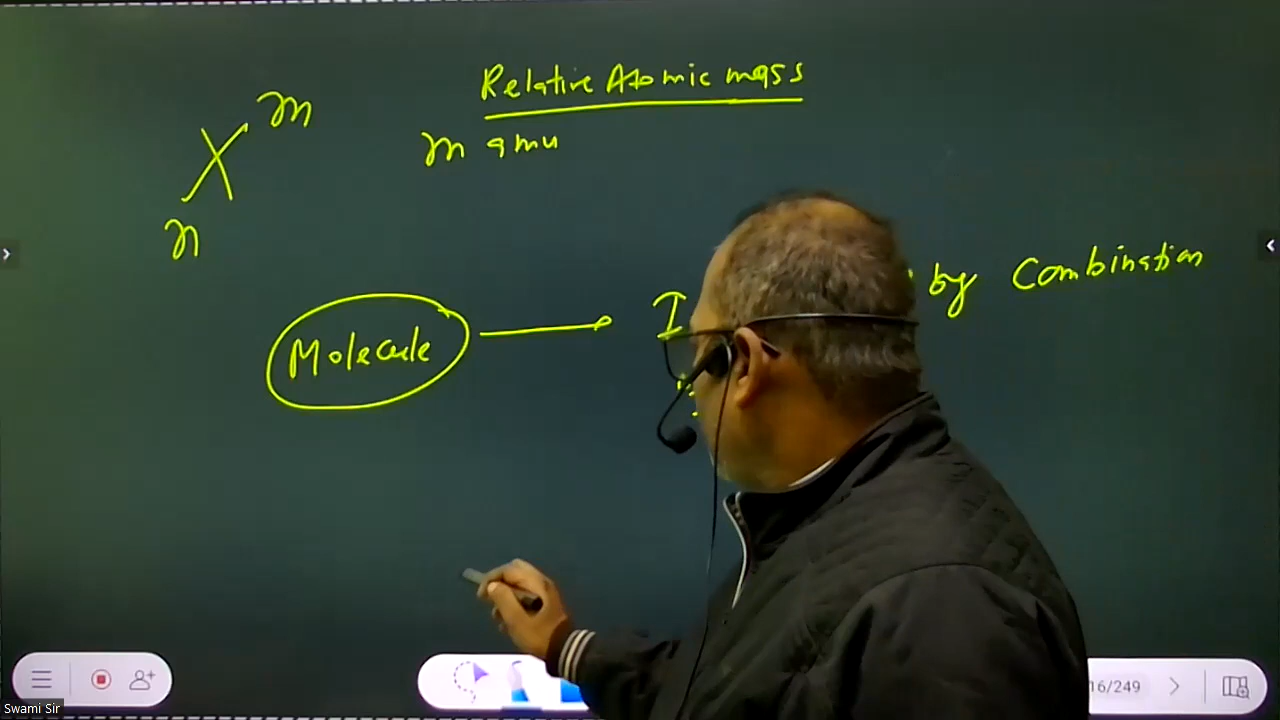 Relative Atomic mass
X m
n
m amu
Molecule
I
by Combination
16/249
Swami Sir